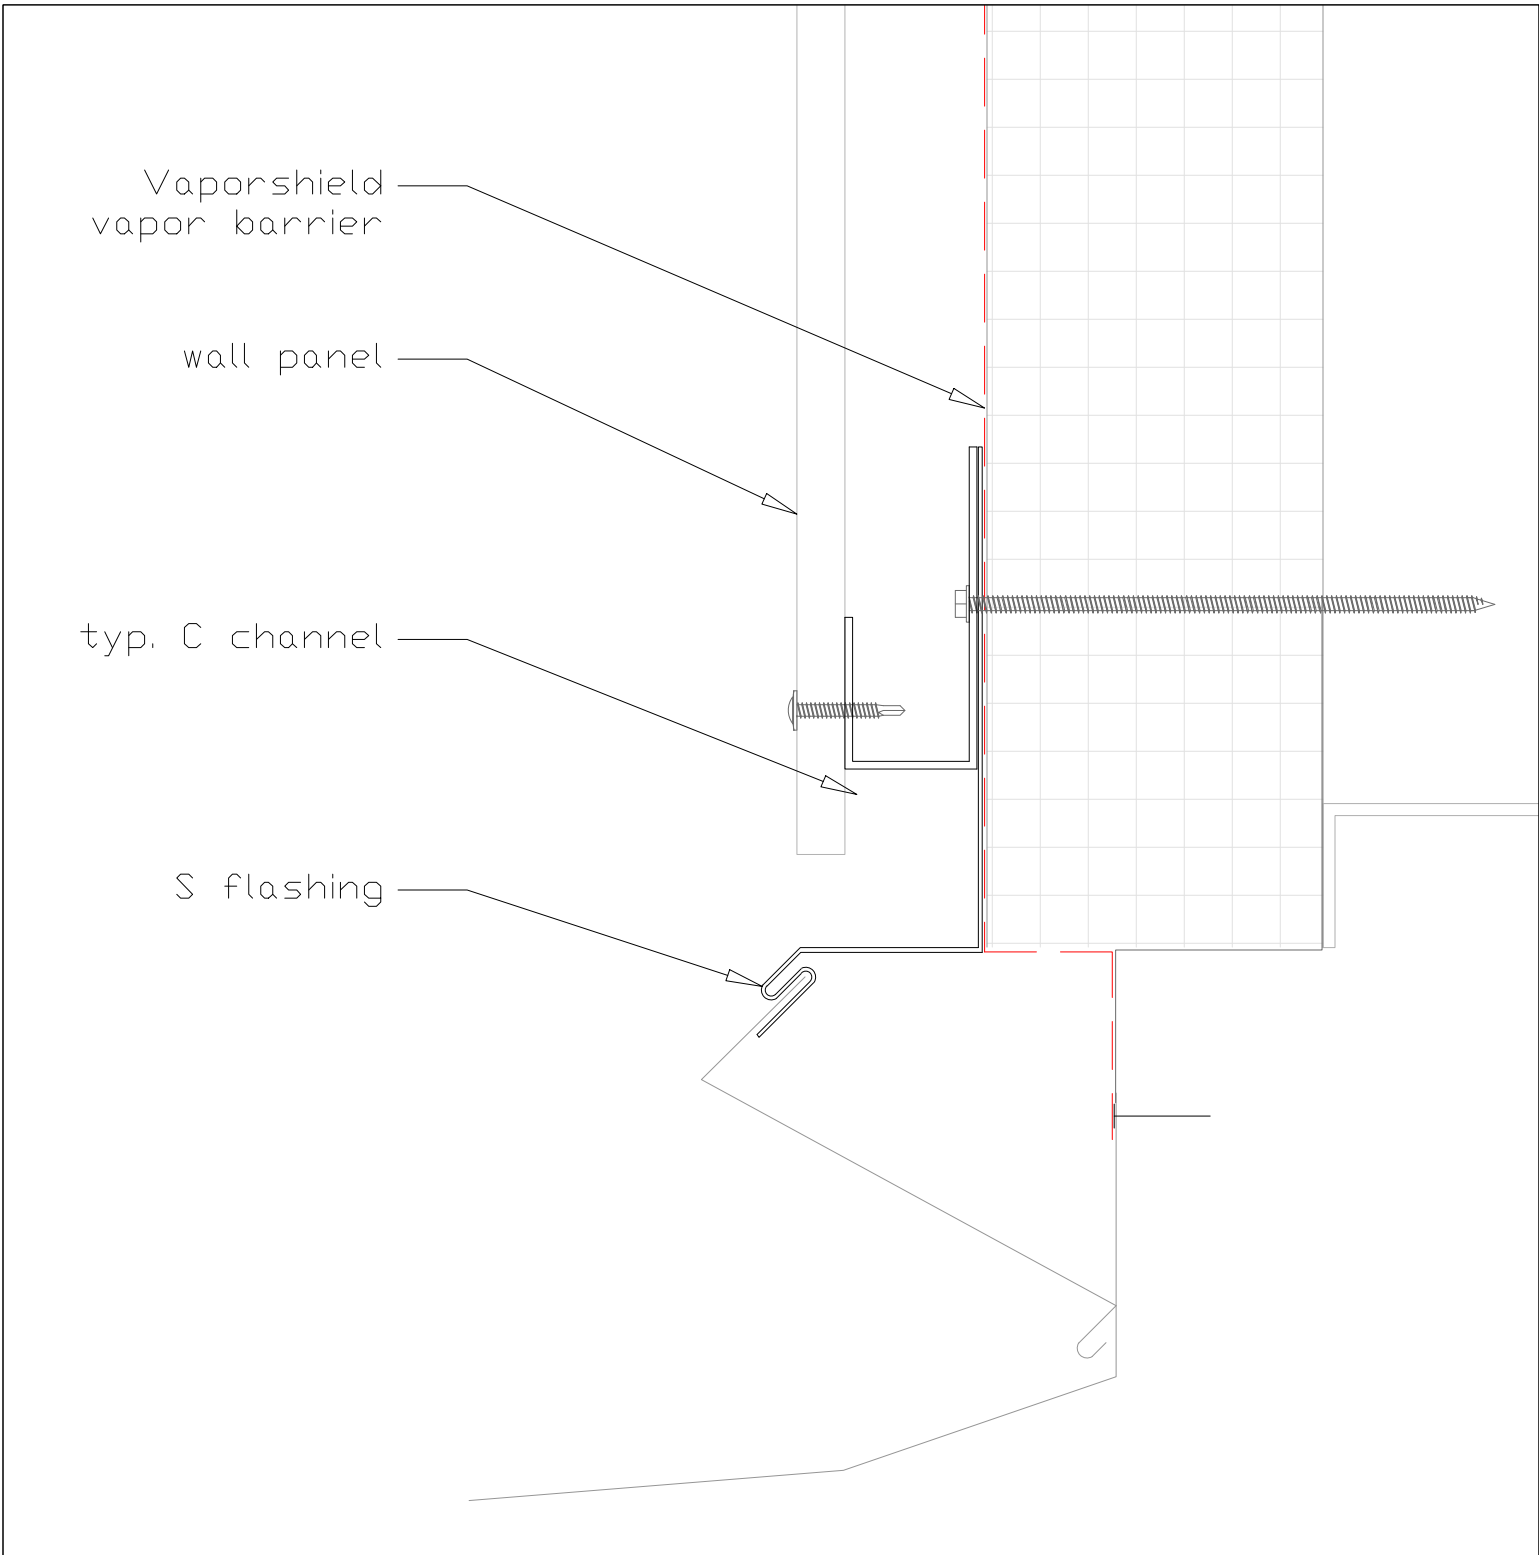 Vaporshield
vapor barrier
wall panel
typ. C channel
S flashing